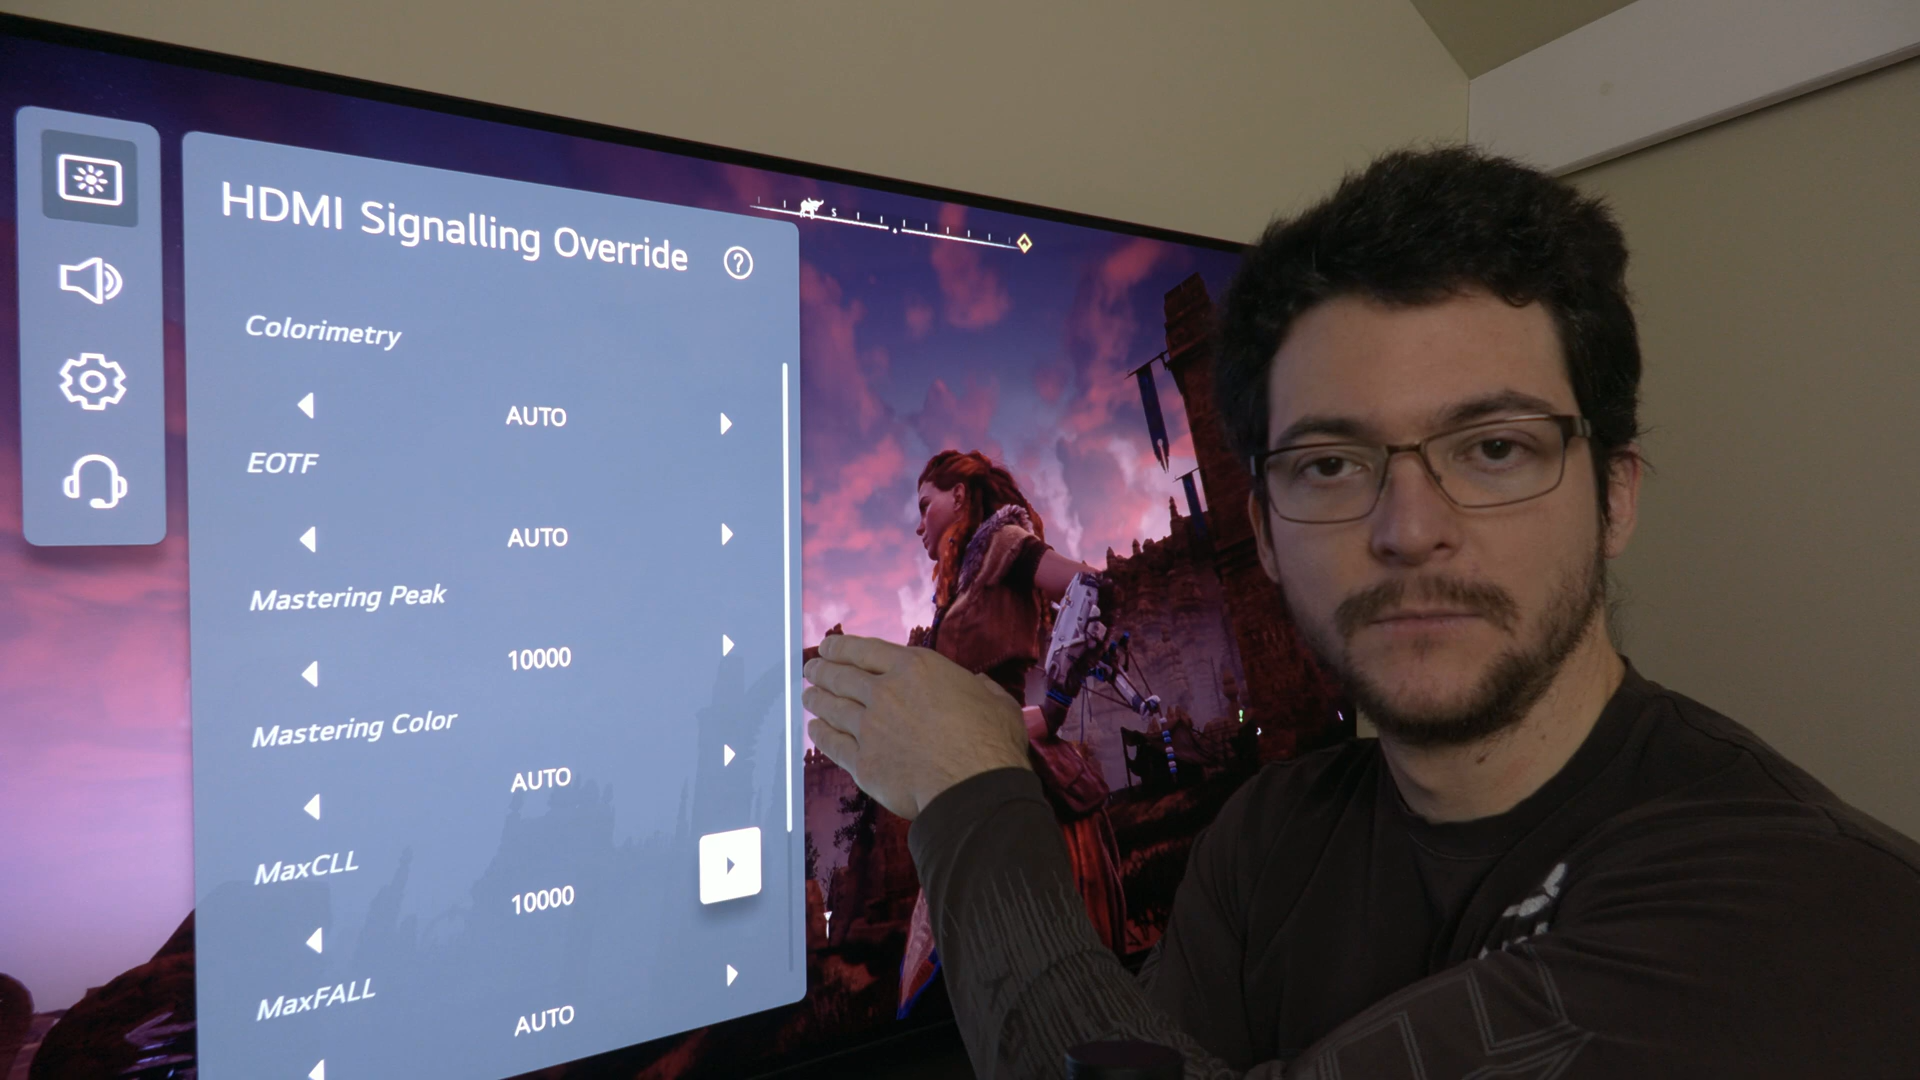 HDMI Signalling Override ?
S
Colorimetry
AUTO
EOTF
AUTO
Mastering Peak
10000
Mastering Color
AUTO
MaxCLL
10000
MaxFALL
AUTO